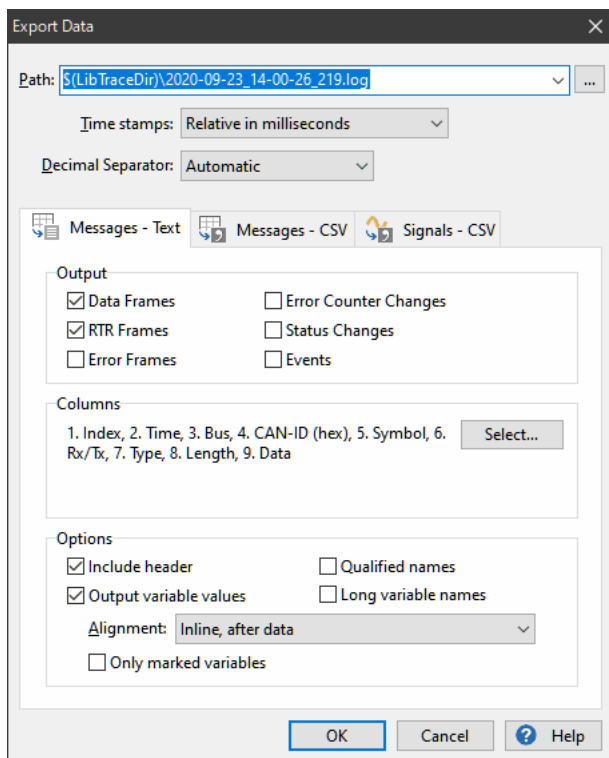 Export Data
Path: $(LibTraceDir)\2020-09-23_14-00-26_219.log ...
Time stamps: Relative in milliseconds
Decimal Separator: Automatic
Messages - Text Messages - CSV Signals - CSV
Output
Data Frames Error Counter Changes
RTR Frames Status Changes
Error Frames Events
Columns
1. Index, 2. Time, 3. Bus, 4. CAN-ID (hex), 5. Symbol, 6. Select...
Rx/Tx, 7. Type, 8. Length, 9. Data
Options
Include header Qualified names
Output variable values Long variable names
Alignment: Inline, after data
Only marked variables
OK Cancel ? Help